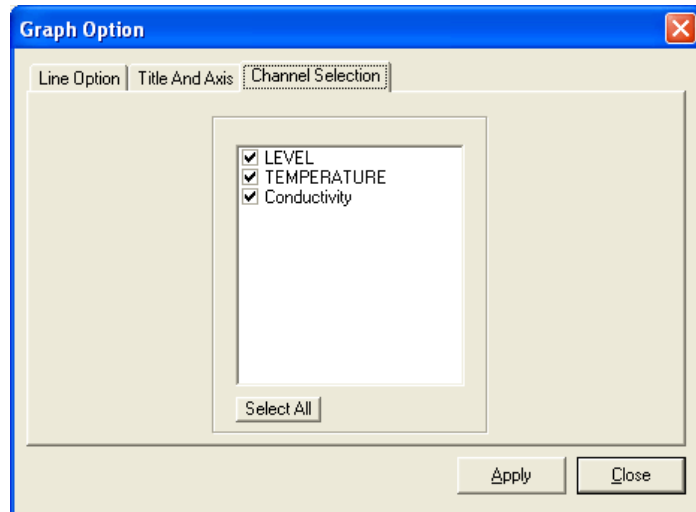 Graph Option
Line Option Title And Axis Channel Selection
LEVEL
TEMPERATURE
Conductivity
Select All
Apply Close